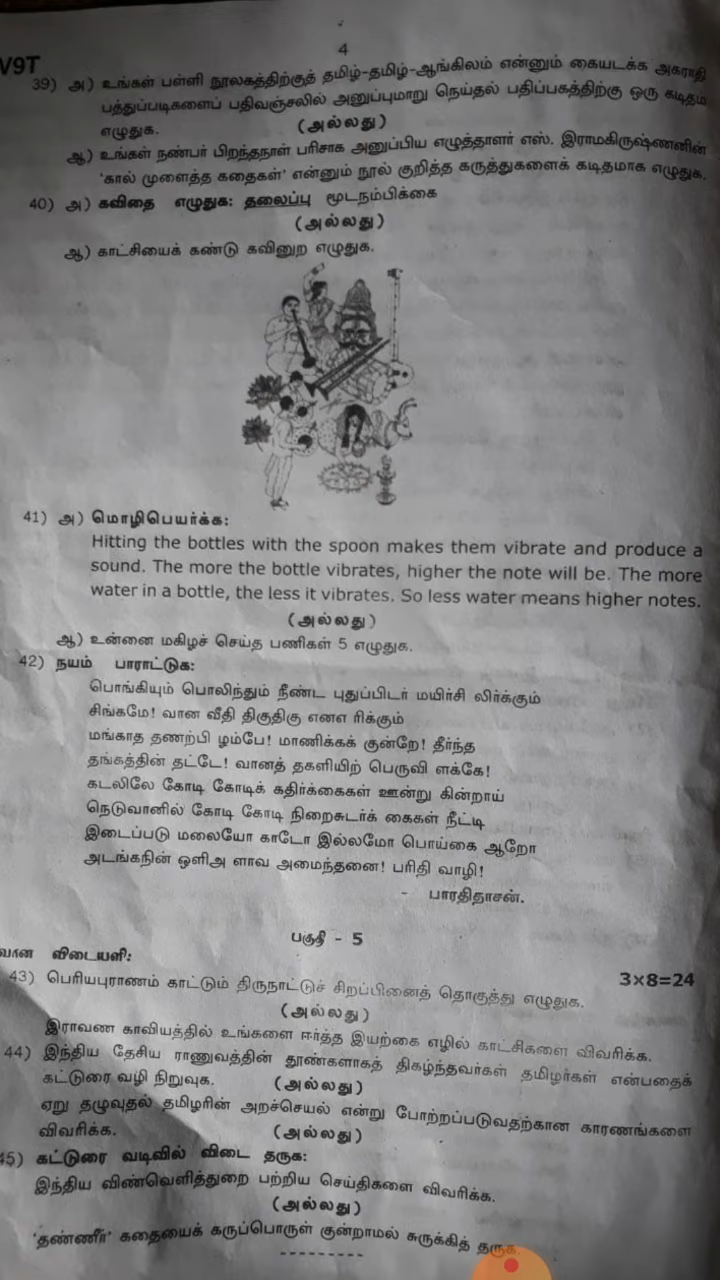 4
V9T
39) அ) உங்கள் பள்ளி நூலகத்திற்குத் தமிழ்-தமிழ்-ஆங்கிலம் என்னும் கையடக்க அகராதி
பத்துப்படிகளைப் பதிவஞ்சலில் அனுப்புமாறு நெய்தல் பதிப்பகத்திற்கு ஒரு கடிதம்
எழுதுக. (அல்லது)
ஆ) உங்கள் நண்பர் பிறந்தநாள் பரிசாக அனுப்பிய எழுத்தாளர் எஸ். இராமகிருஷ்ணனின்
'கால் முளைத்த கதைகள்' என்னும் நூல் குறித்த கருத்துகளைக் கடிதமாக எழுதுக.
40) அ) கவிதை எழுதுக: தலைப்பு மூடநம்பிக்கை
(அல்லது)
ஆ) காட்சியைக் கண்டு கவினுற எழுதுக.
41) அ) மொழிபெயர்க்க:
Hitting the bottles with the spoon makes them vibrate and produce a
sound. The more the bottle vibrates, higher the note will be. The more
water in a bottle, the less it vibrates. So less water means higher notes.
(அல்லது)
ஆ) உன்னை மகிழச் செய்த பணிகள் 5 எழுதுக.
42) நயம் பாராட்டுக:
பொங்கியும் பொலிந்தும் நீண்ட புதுப்பிடர் மயிர்சி லிர்க்கும்
சிங்கமே! வான வீதி திகுதிகு எனஎ ரிக்கும்
மங்காத தணற்பி ழம்பே! மாணிக்கக் குன்றே! தீர்ந்த
தங்கத்தின் தட்டே! வானத் தகளியிற் பெருவி ளக்கே!
கடலிலே கோடி கோடிக் கதிர்க்கைகள் ஊன்று கின்றாய்
நெடுவானில் கோடி கோடி நிறைசுடர்க் கைகள் நீட்டி
இடைப்படு மலையோ காடோ இல்லமோ பொய்கை ஆறோ
அடங்கநின் ஒளிஅ ளாவ அமைந்தனை! பரிதி வாழி!
- பாரதிதாசன்.
பகுதி - 5
வான விடையளி:
3×8=24
43) பெரியபுராணம் காட்டும் திருநாட்டுச் சிறப்பினைத் தொகுத்து எழுதுக.
(அல்லது)
இராவண காவியத்தில் உங்களை ஈர்த்த இயற்கை எழில் காட்சிகளை விவரிக்க.
44) இந்திய தேசிய ராணுவத்தின் தூண்களாகத் திகழ்ந்தவர்கள் தமிழர்கள் என்பதைக்
கட்டுரை வழி நிறுவுக. (அல்லது)
ஏறு தழுவுதல் தமிழரின் அறச்செயல் என்று போற்றப்படுவதற்கான காரணங்களை
விவரிக்க. (அல்லது)
45) கட்டுரை வடிவில் விடை தருக:
இந்திய விண்வெளித்துறை பற்றிய செய்திகளை விவரிக்க.
(அல்லது)
'தண்ணீர்' கதையைக் கருப்பொருள் குன்றாமல் சுருக்கித் தருக.